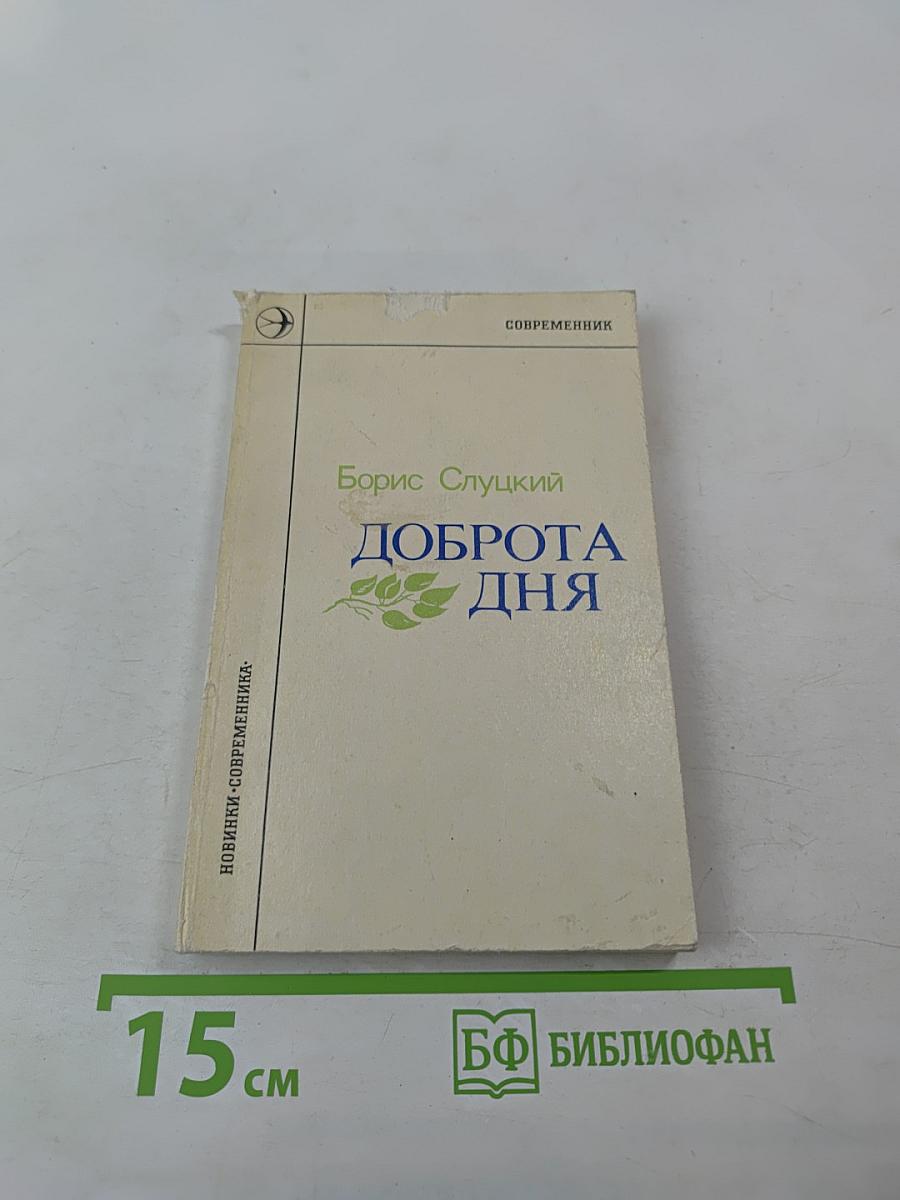 СОВРЕМЕННИК
Борис Слуцкий
ДОБРОТА
ДНЯ
НОВИНКИ·СОВРЕМЕННИКА·
15 см
БФ БИБЛИОФАН